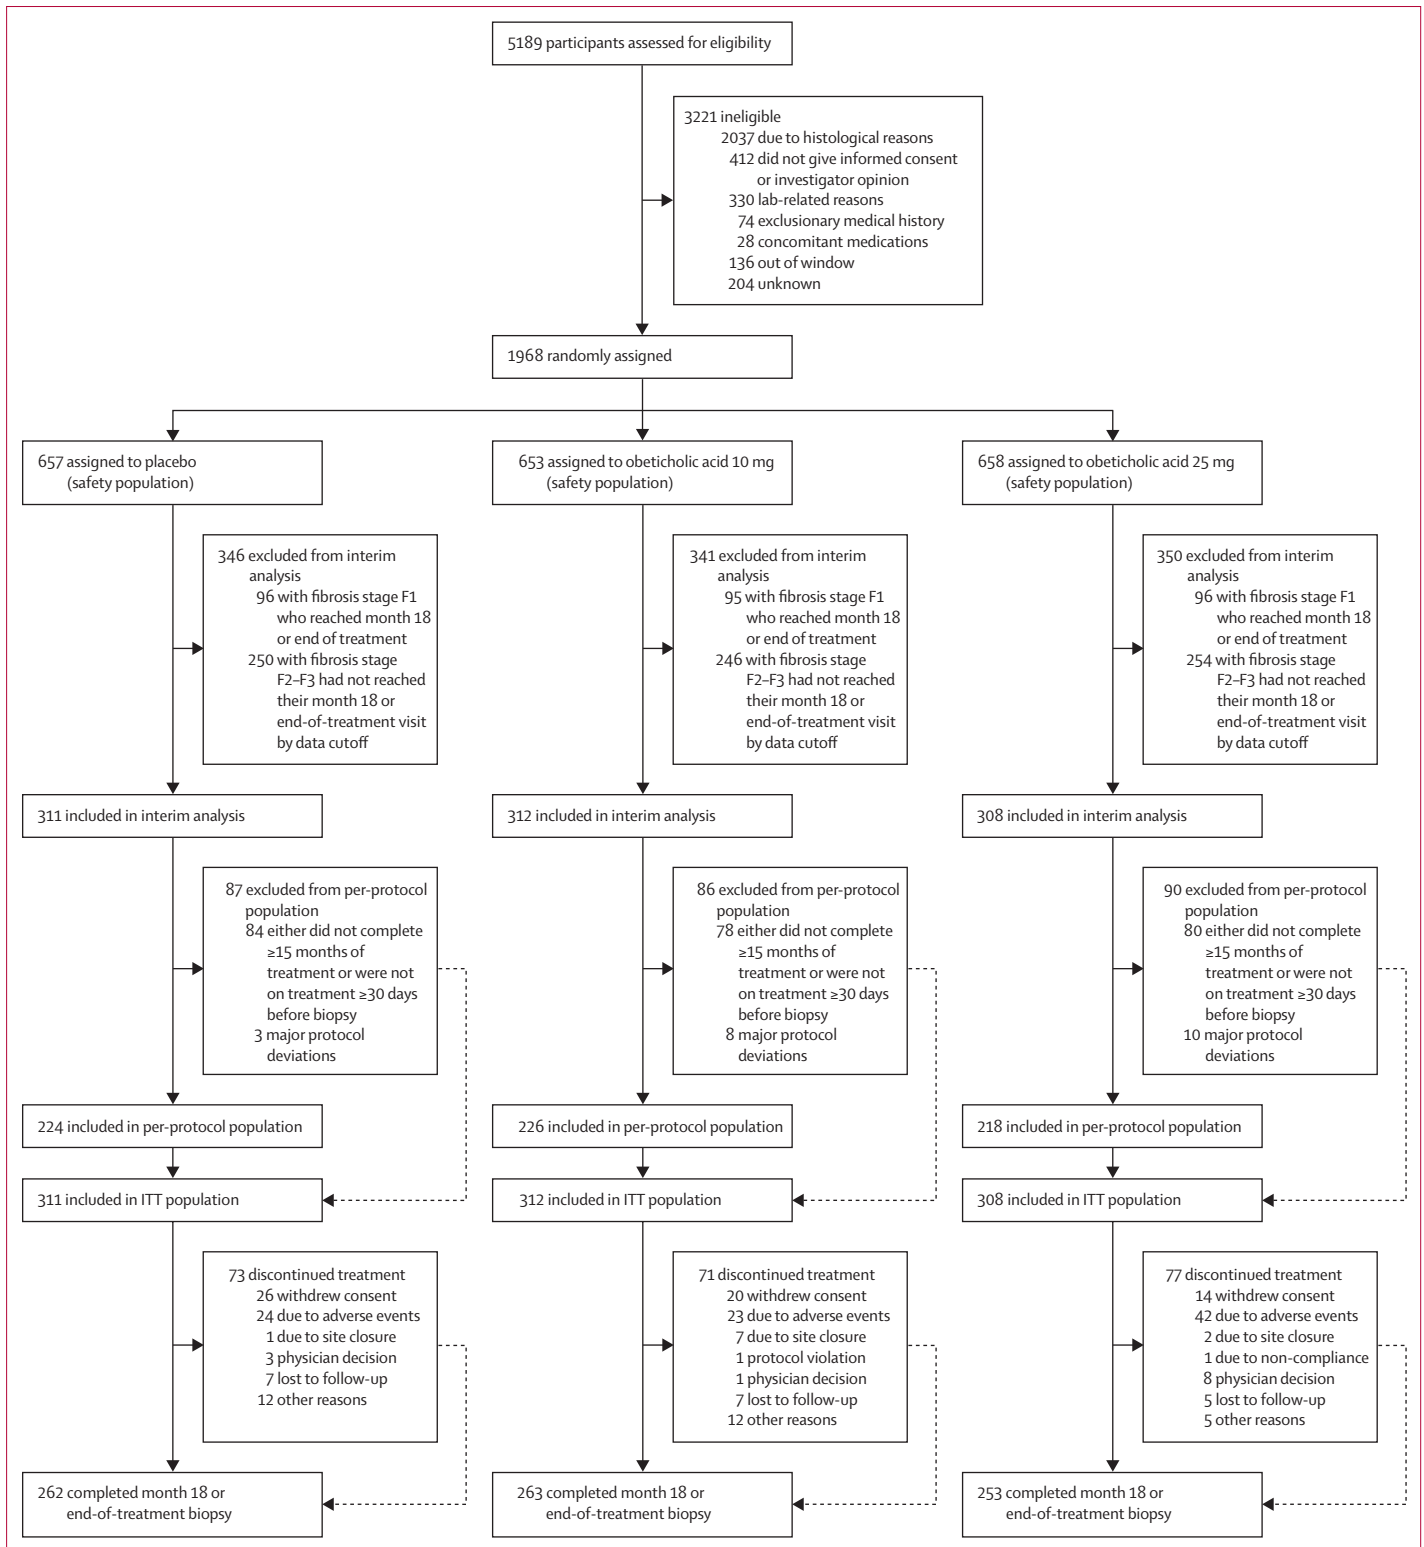 5189 participants assessed for eligibility
3221 ineligible
2037 due to histological reasons
412 did not give informed consent
or investigator opinion
330 lab-related reasons
74 exclusionary medical history
28 concomitant medications
136 out of window
204 unknown
1968 randomly assigned
657 assigned to placebo
(safety population)
653 assigned to obeticholic acid 10 mg
(safety population)
658 assigned to obeticholic acid 25 mg
(safety population)
346 excluded from interim
analysis
96 with fibrosis stage F1
who reached month 18
or end of treatment
250 with fibrosis stage
F2–F3 had not reached
their month 18 or
end-of-treatment visit
by data cutoff
341 excluded from interim
analysis
95 with fibrosis stage F1
who reached month 18
or end of treatment
246 with fibrosis stage
F2–F3 had not reached
their month 18 or
end-of-treatment visit
by data cutoff
350 excluded from interim
analysis
96 with fibrosis stage F1
who reached month 18
or end of treatment
254 with fibrosis stage
F2–F3 had not reached
their month 18 or
end-of-treatment visit
by data cutoff
311 included in interim analysis
312 included in interim analysis
308 included in interim analysis
87 excluded from per-protocol
population
84 either did not complete
≥15 months of
treatment or were not
on treatment ≥30 days
before biopsy
3 major protocol
deviations
86 excluded from per-protocol
population
78 either did not complete
≥15 months of
treatment or were not
on treatment ≥30 days
before biopsy
8 major protocol
deviations
90 excluded from per-protocol
population
80 either did not complete
≥15 months of
treatment or were not
on treatment ≥30 days
before biopsy
10 major protocol
deviations
224 included in per-protocol population
226 included in per-protocol population
218 included in per-protocol population
311 included in ITT population
312 included in ITT population
308 included in ITT population
73 discontinued treatment
26 withdrew consent
24 due to adverse events
1 due to site closure
3 physician decision
7 lost to follow-up
12 other reasons
71 discontinued treatment
20 withdrew consent
23 due to adverse events
7 due to site closure
1 protocol violation
1 physician decision
7 lost to follow-up
12 other reasons
77 discontinued treatment
14 withdrew consent
42 due to adverse events
2 due to site closure
1 due to non-compliance
8 physician decision
5 lost to follow-up
5 other reasons
262 completed month 18 or
end-of-treatment biopsy
263 completed month 18 or
end-of-treatment biopsy
253 completed month 18 or
end-of-treatment biopsy